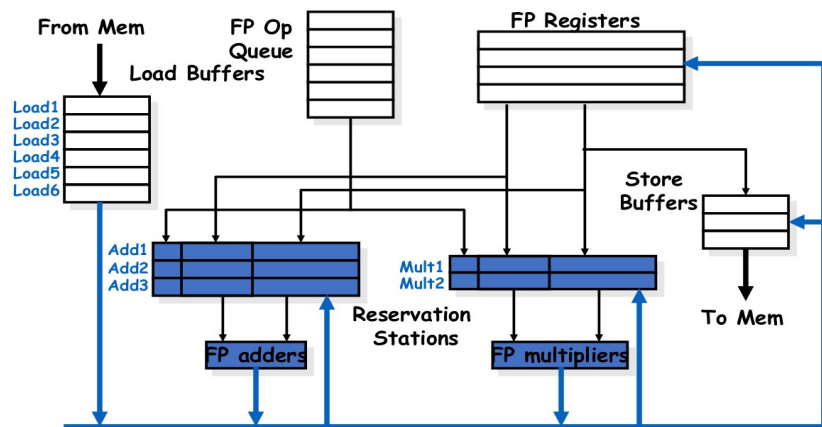 From Mem
FP Op
Queue
FP Registers
Load Buffers
Load1
Load2
Load3
Load4
Load5
Load6
Store
Buffers
Add1
Add2
Add3
Mult1
Mult2
Reservation
Stations
To Mem
FP adders
FP multipliers